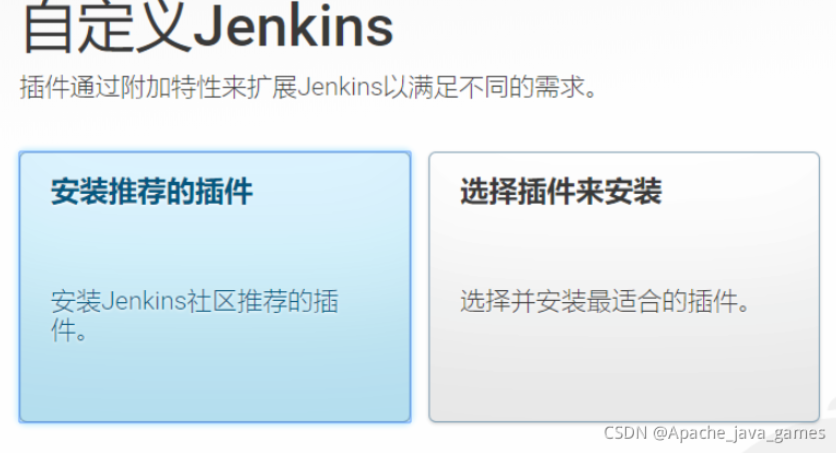 自定义Jenkins
插件通过附加特性来扩展Jenkins以满足不同的需求。
安装推荐的插件
安装Jenkins社区推荐的插
件。
选择插件来安装
选择并安装最适合的插件。
CSDN @Apache_java_games